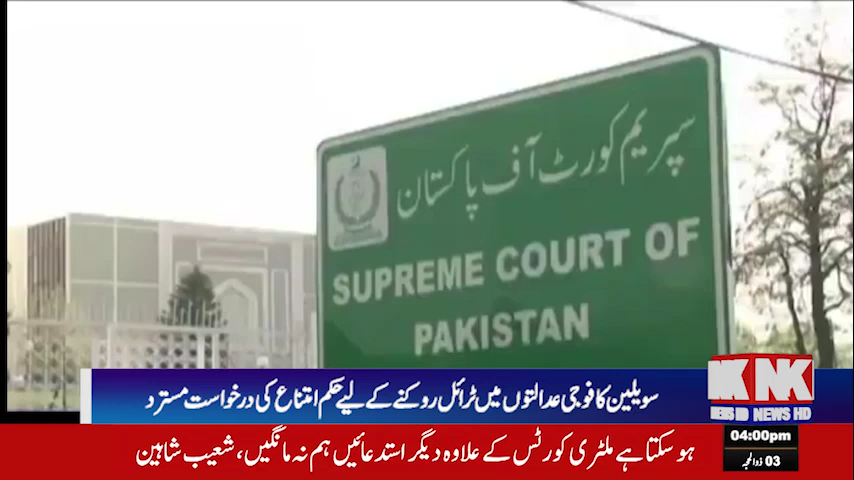 سپریم کورٹ آف پاکستان
SUPREME COURT OF
PAKISTAN
سویلین کا فوجی عدالتوں میں ٹرائل روکنے کے لیے حکم امتناع کی درخواست مسترد
KNK
NEWS HD NEWS HD
ہو سکتا ہے ملٹری کورٹس کے علاوہ دیگر استدعائیں ہم نہ مانگیں، شعیب شاہین
04:00pm
03 ذوالحجہ